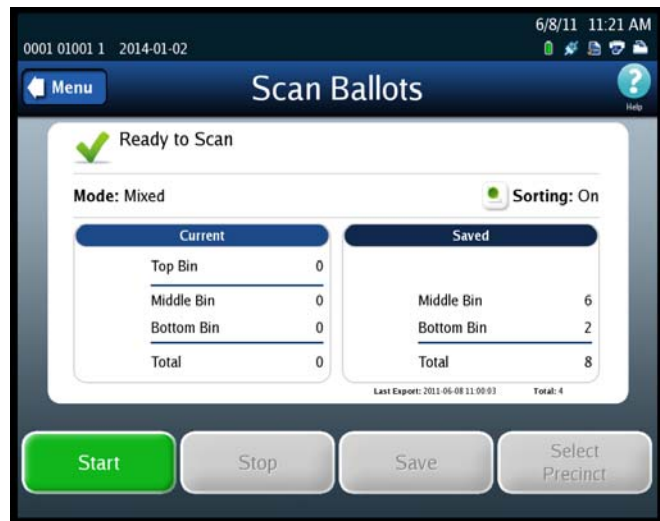 6/8/11 11:21 AM
0001 01001 1 2014-01-02
Menu
Scan Ballots
?
Help
Ready to Scan
Mode: Mixed
Sorting: On
Current
Saved
Top Bin 0
Middle Bin 0
Middle Bin 6
Bottom Bin 0
Bottom Bin 2
Total 0
Total 8
Last Export: 2011-06-08 11:00:03 Total: 4
Start
Stop
Save
Select
Precinct